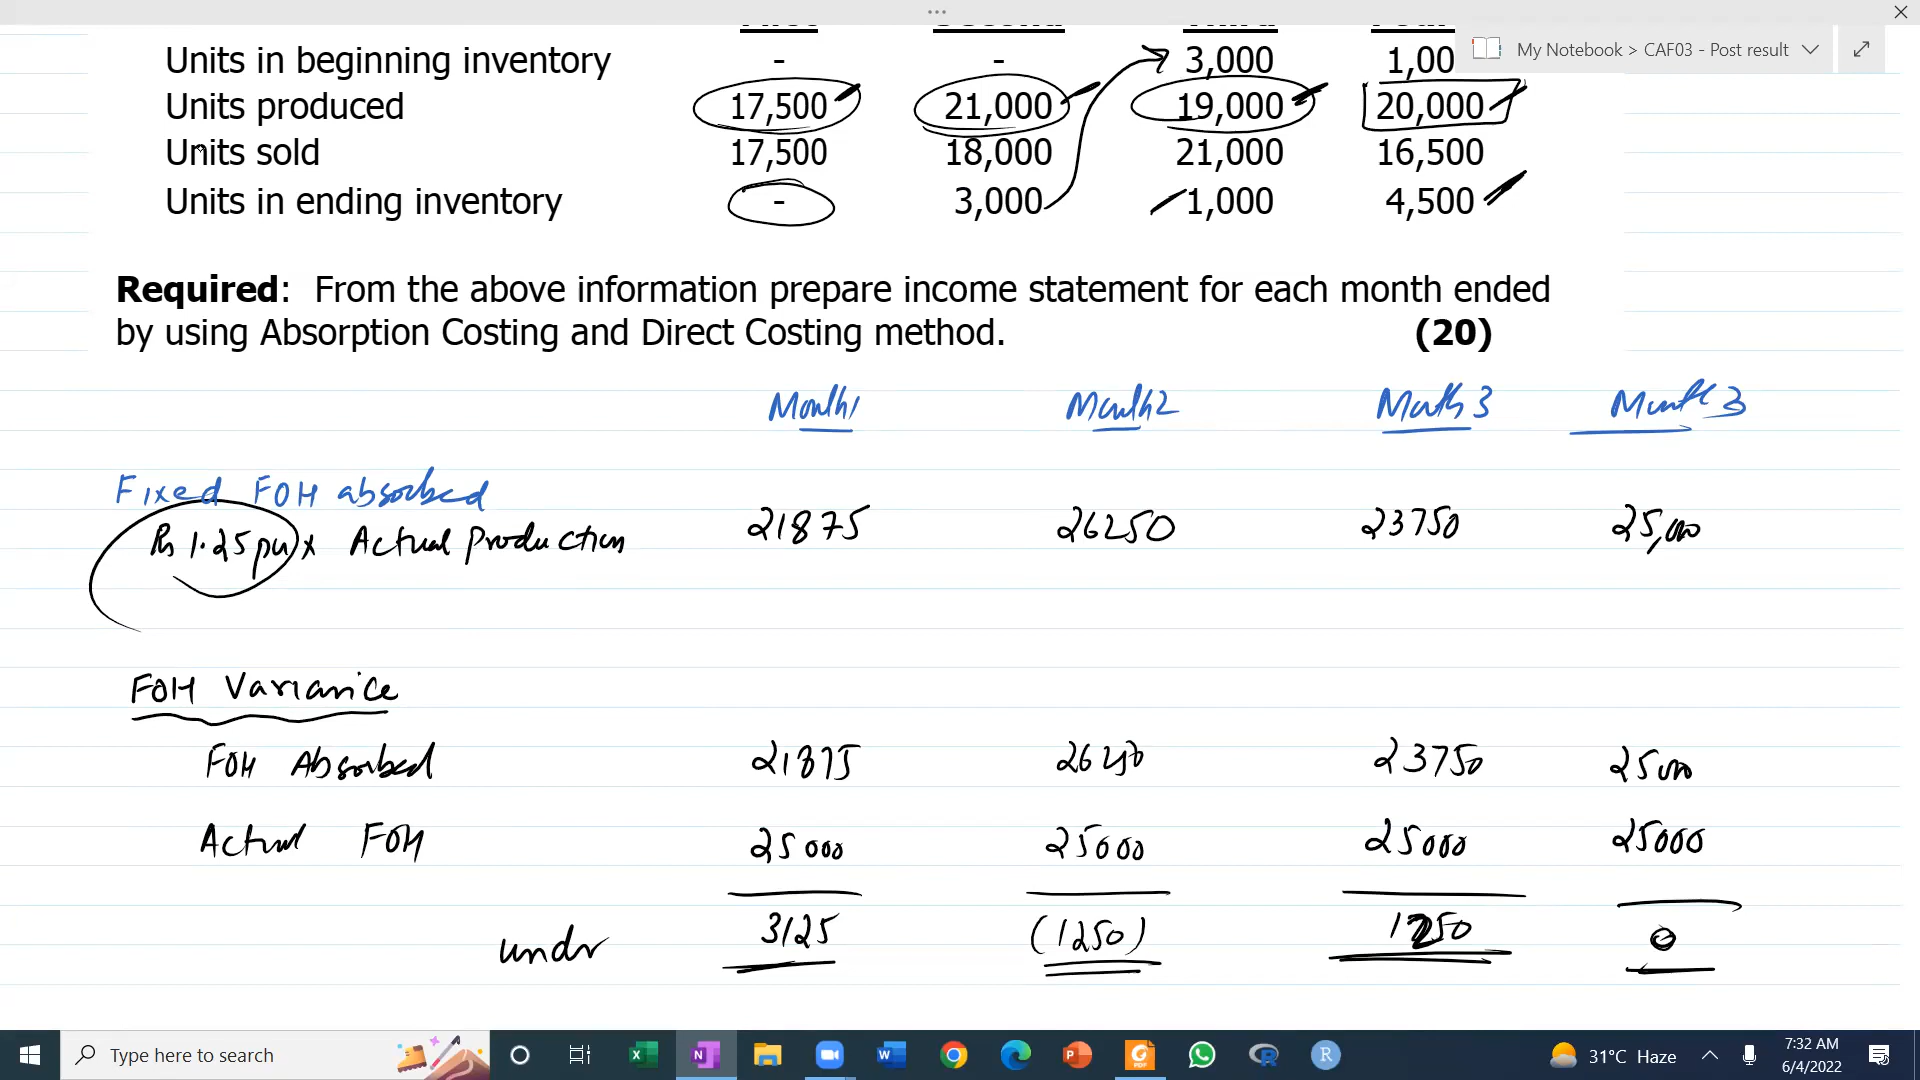 My Notebook > CAF03 - Post result
Units in beginning inventory - - 3,000 1,00
Units produced 17,500 21,000 19,000 20,000
Units sold 17,500 18,000 21,000 16,500
Units in ending inventory - 3,000 1,000 4,500
Required: From the above information prepare income statement for each month ended
by using Absorption Costing and Direct Costing method. (20)
Month 1 Month 2 Month 3 Month 3
Fixed FOH absorbed
Rs 1.25 pu x Actual Production 21875 26250 23750 25,000
FOH Variance
FOH Absorbed 21875 26250 23750 25000
Actual FOH 25000 25000 25000 25000
under 3125 (1250) 1250 0
Type here to search
31°C Haze
7:32 AM
6/4/2022